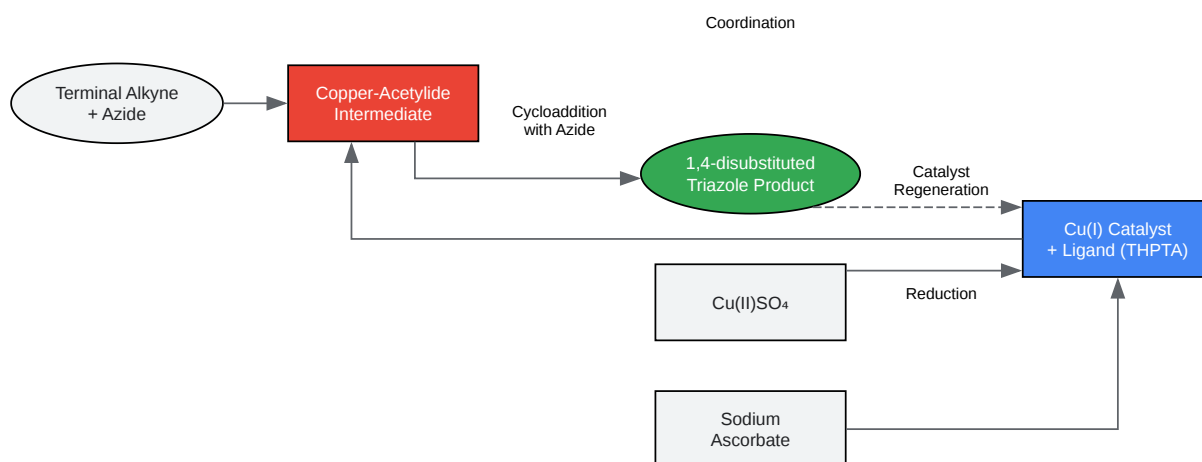 Coordination
Terminal Alkyne
+ Azide
Copper-Acetylide
Intermediate
Cycloaddition
with Azide
1,4-disubstituted
Triazole Product
Catalyst
Regeneration
Cu(I) Catalyst
+ Ligand (THPTA)
Cu(II)SO₄
Reduction
Sodium
Ascorbate